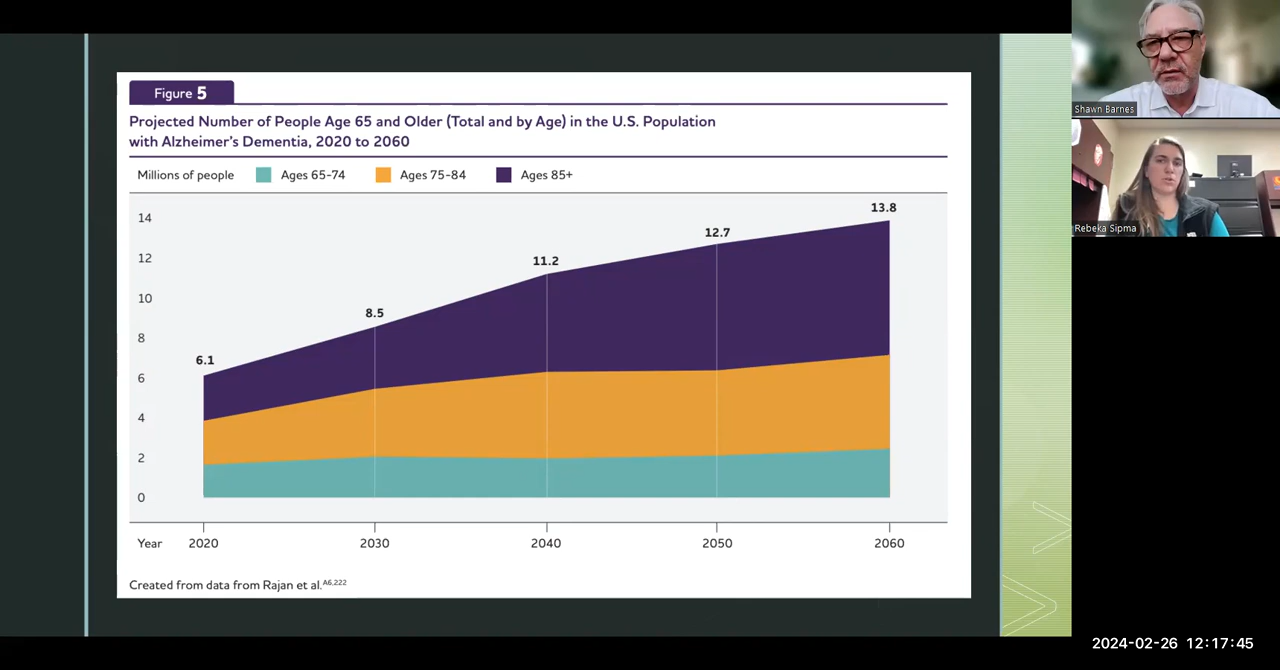 Figure 5
Projected Number of People Age 65 and Older (Total and by Age) in the U.S. Population
with Alzheimer's Dementia, 2020 to 2060
Millions of people Ages 65-74 Ages 75-84 Ages 85+
14
12
10
8
6
4
2
0
6.1
8.5
11.2
12.7
13.8
Year 2020 2030 2040 2050 2060
Created from data from Rajan et al.A6,222
Shawn Barnes
Rebeka Sipma
2024-02-26 12:17:45